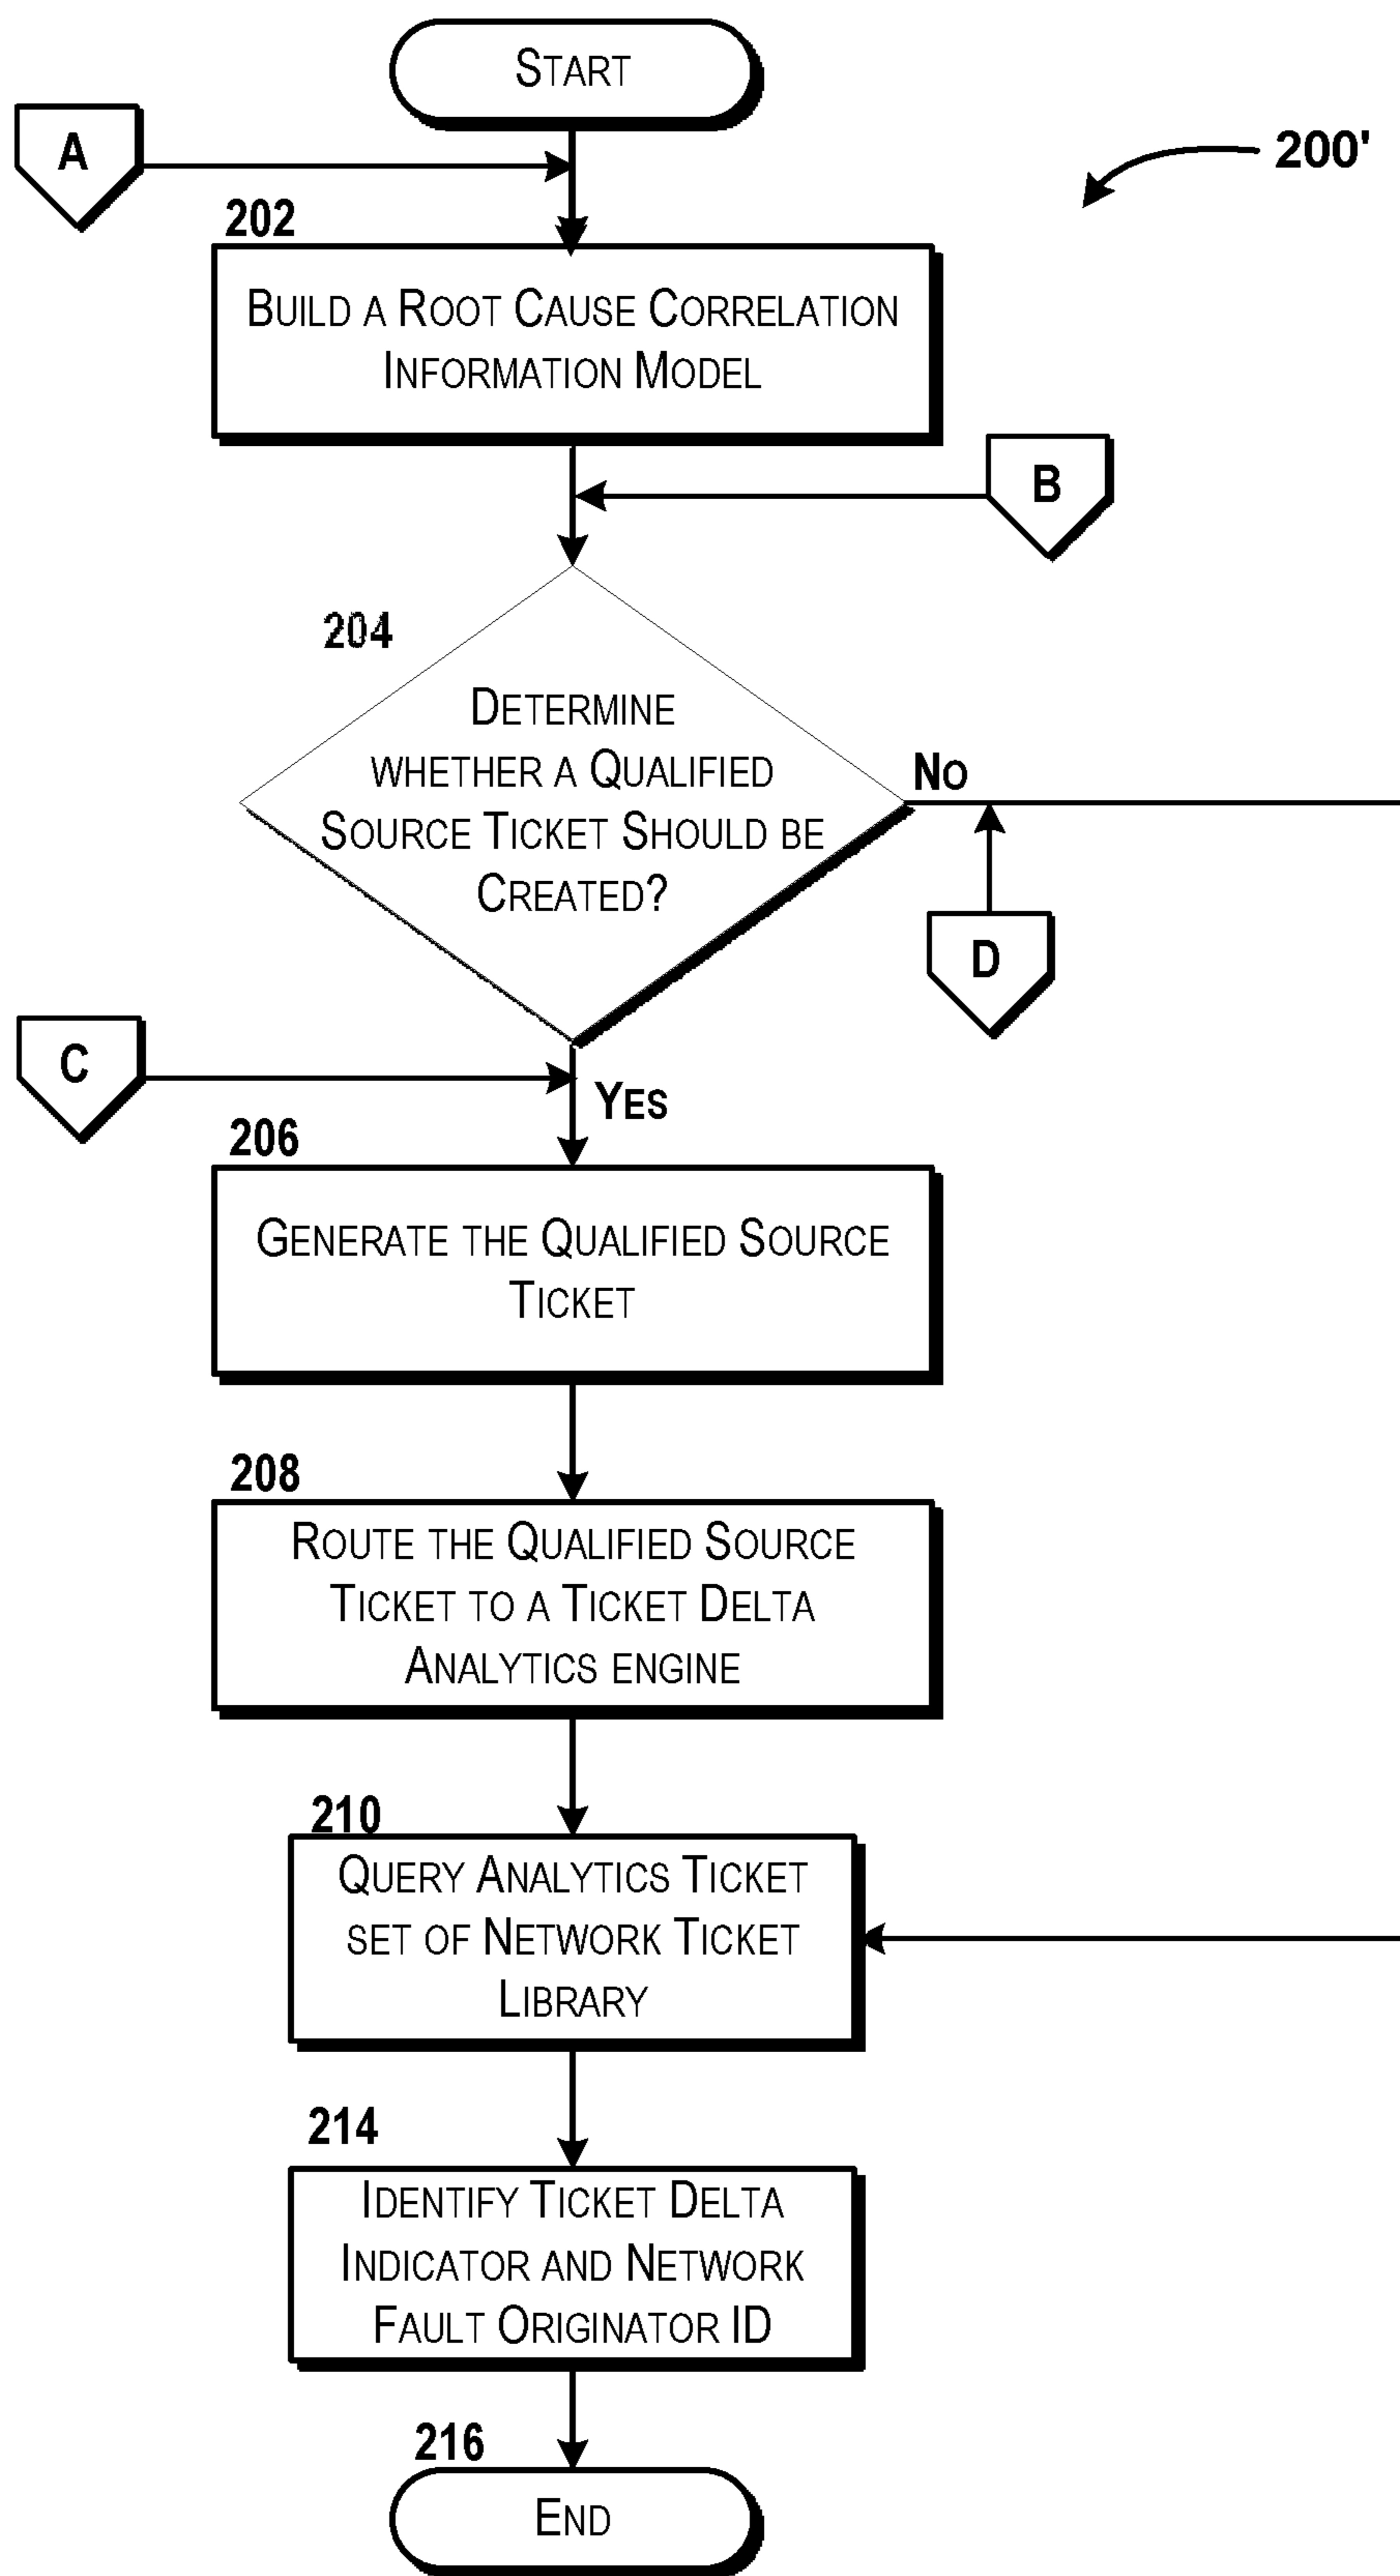 START
A
200'
202
BUILD A ROOT CAUSE CORRELATION
INFORMATION MODEL
B
204
DETERMINE
WHETHER A QUALIFIED
SOURCE TICKET SHOULD BE
CREATED?
NO
D
C
YES
206
GENERATE THE QUALIFIED SOURCE
TICKET
208
ROUTE THE QUALIFIED SOURCE
TICKET TO A TICKET DELTA
ANALYTICS ENGINE
210
QUERY ANALYTICS TICKET
SET OF NETWORK TICKET
LIBRARY
214
IDENTIFY TICKET DELTA
INDICATOR AND NETWORK
FAULT ORIGINATOR ID
216
END